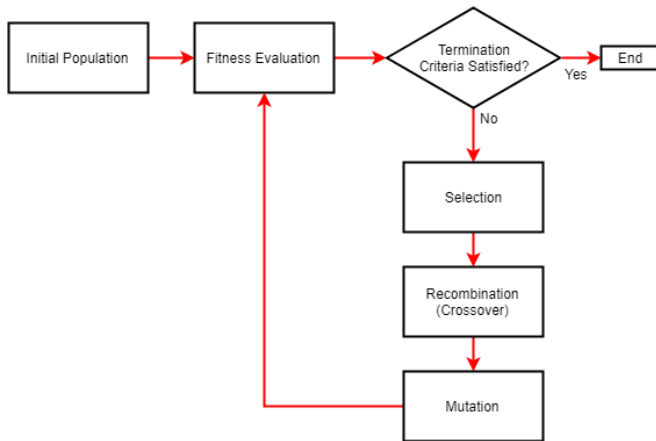 Initial Population
Fitness Evaluation
Termination
Criteria Satisfied?
Yes
End
No
Selection
Recombination
(Crossover)
Mutation